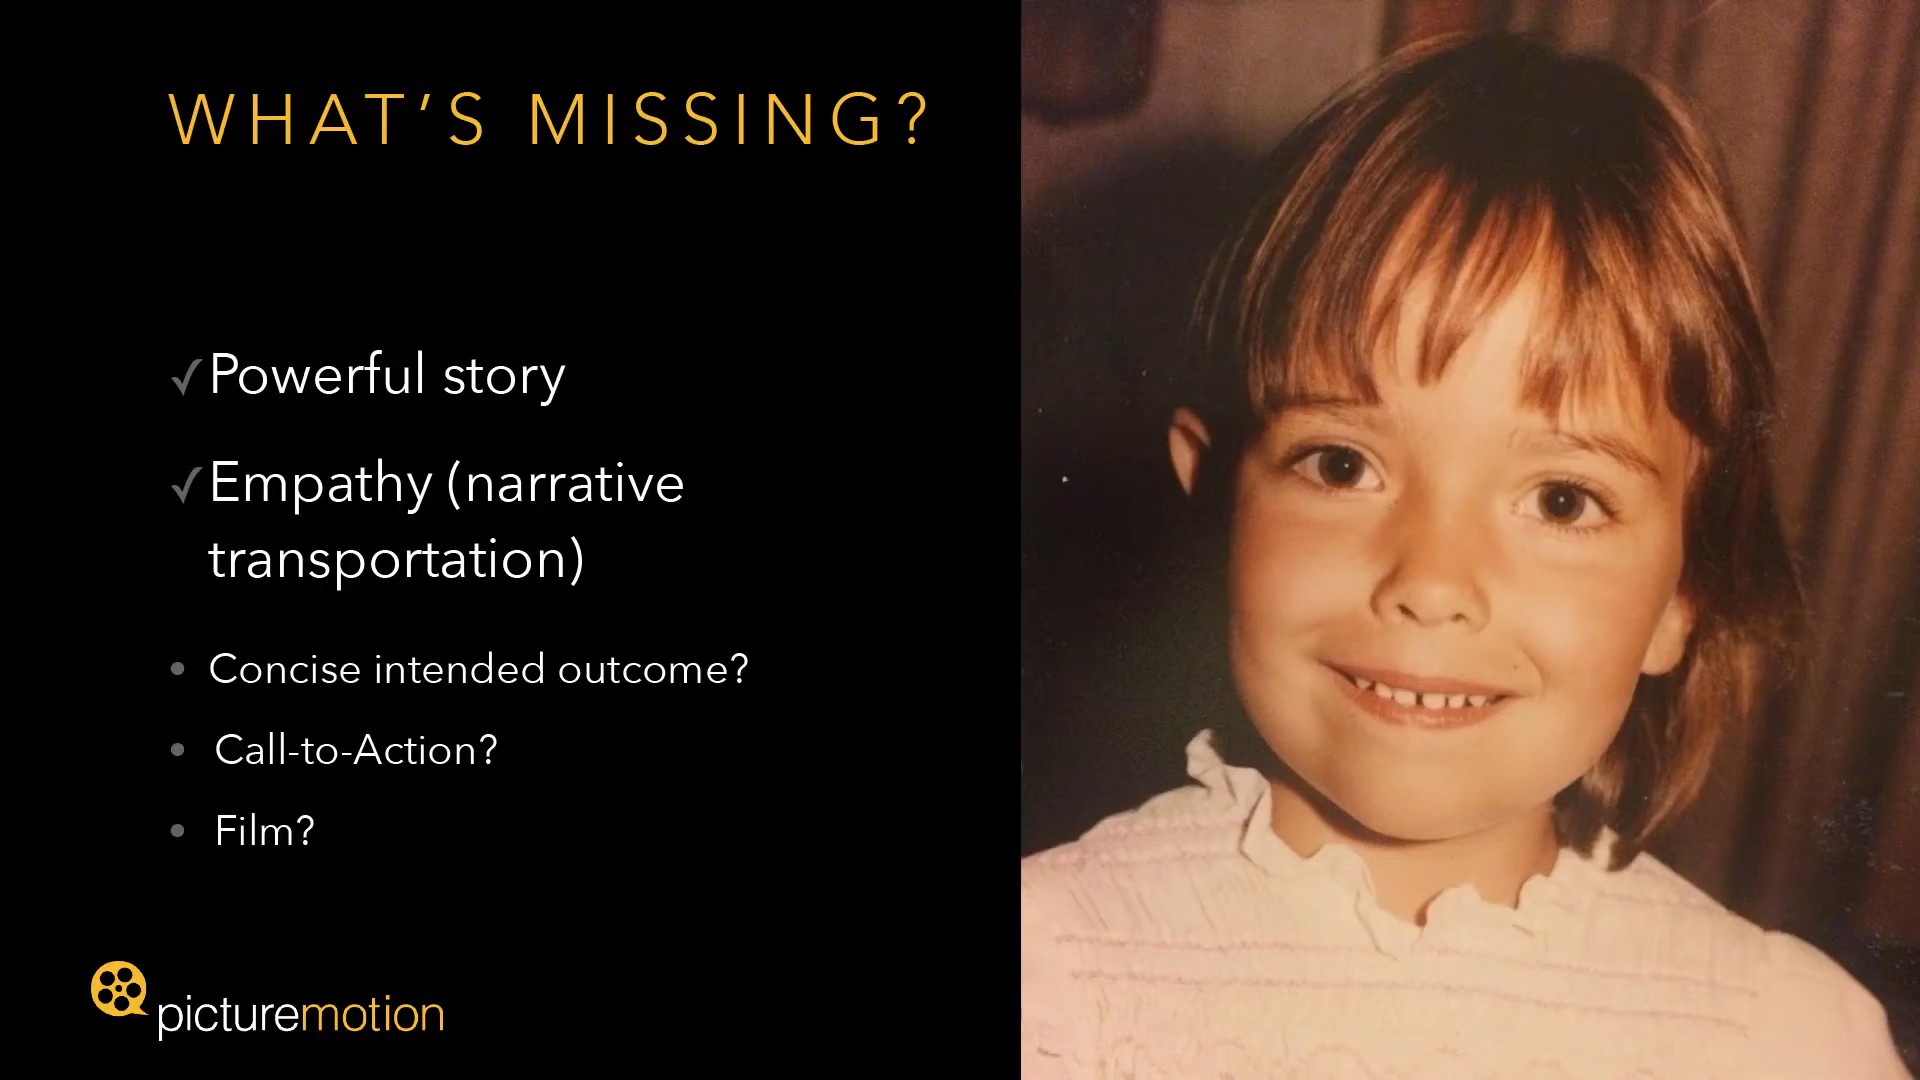 WHAT’S MISSING?
✓Powerful story
✓Empathy (narrative
transportation)
• Concise intended outcome?
• Call-to-Action?
• Film?
picturemotion